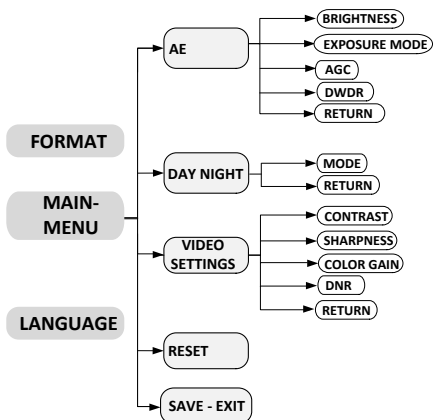 FORMAT
MAIN-
MENU
LANGUAGE
AE
BRIGHTNESS
EXPOSURE MODE
AGC
DWDR
RETURN
DAY NIGHT
MODE
RETURN
VIDEO
SETTINGS
CONTRAST
SHARPNESS
COLOR GAIN
DNR
RETURN
RESET
SAVE - EXIT